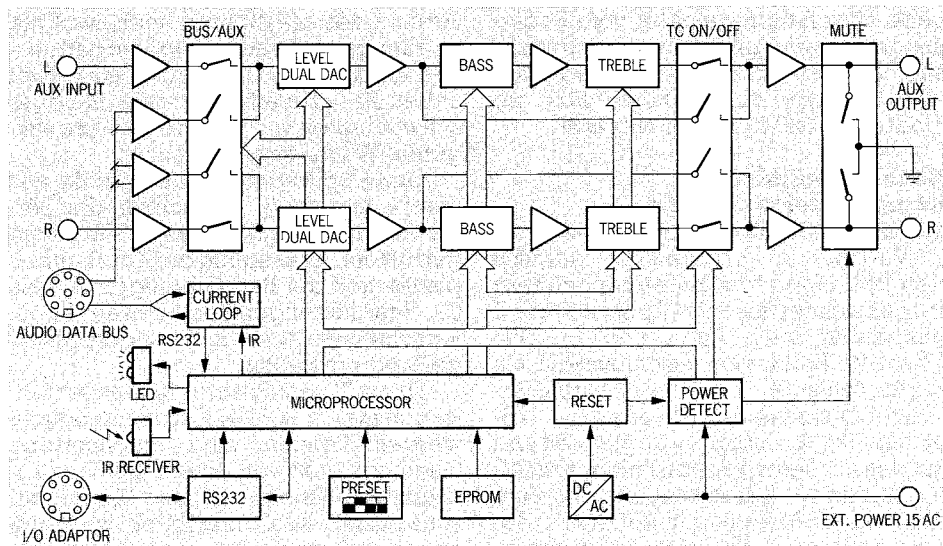 BUS/AUX
TC ON/OFF
MUTE
L
AUX INPUT
LEVEL
DUAL DAC
BASS
TREBLE
L
AUX
OUTPUT
R
LEVEL
DUAL DAC
BASS
TREBLE
R
AUDIO DATA BUS
CURRENT
LOOP
RS232
IR
LED
MICROPROCESSOR
RESET
POWER
DETECT
IR RECEIVER
RS232
PRESET
EPROM
DC
AC
I/O ADAPTOR
EXT. POWER 15 AC